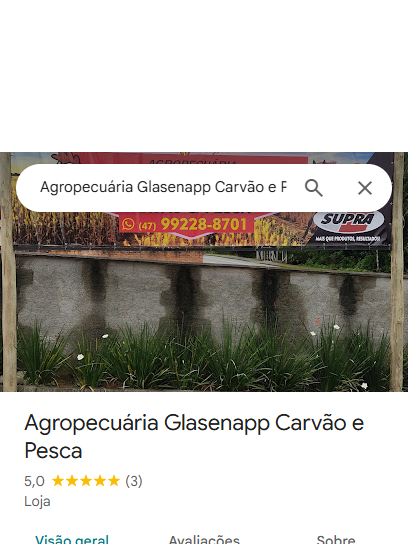 AGROPECUÁRIA
Agropecuária Glasenapp Carvão e P
(47) 99228-8701
SUPRA
MAIS QUE PRODUTOS, RESULTADOS!
Agropecuária Glasenapp Carvão e
Pesca
5,0 (3)
Loja
Visão geral Avaliações Sobre